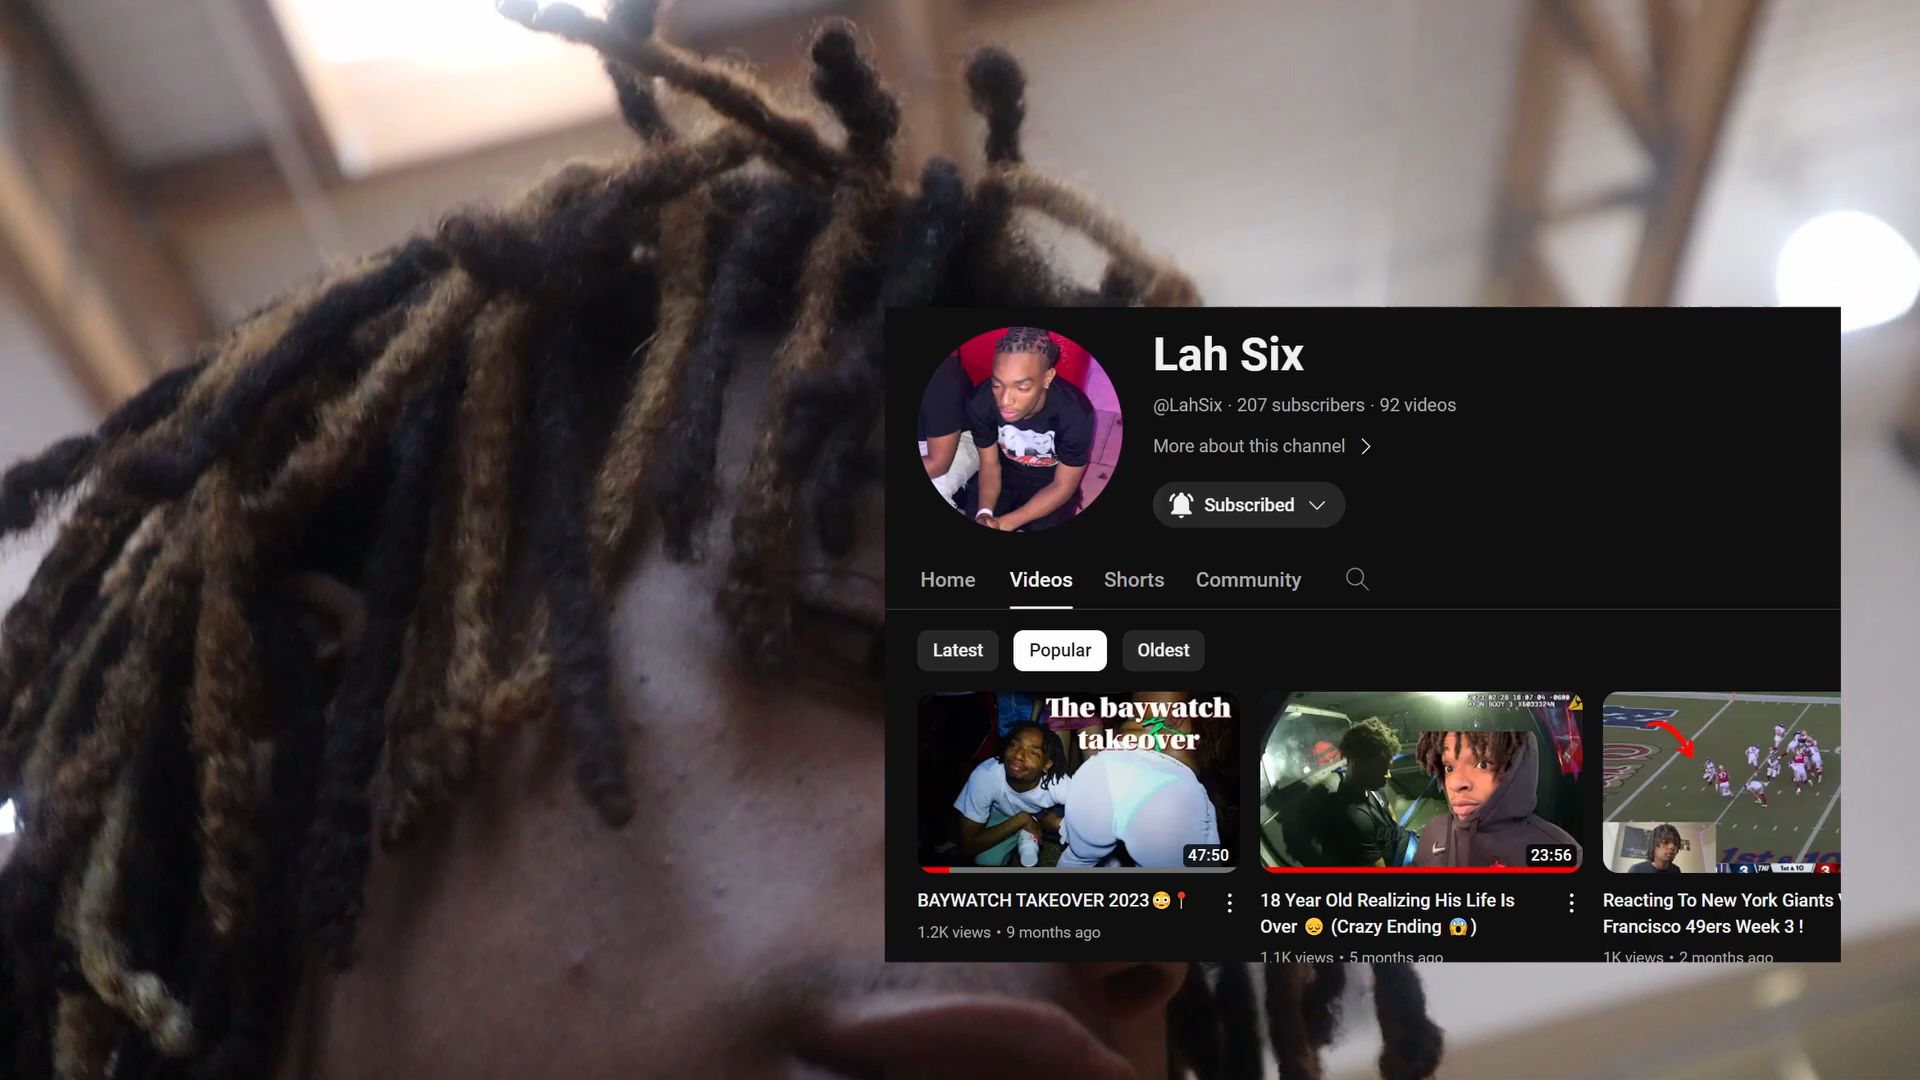 Lah Six
@LahSix · 207 subscribers · 92 videos
More about this channel
Subscribed
Home Videos Shorts Community
Latest Popular Oldest
The baywatch
takeover
47:50
23:56
1st & 10
BAYWATCH TAKEOVER 2023😳📍
1.2K views • 9 months ago
18 Year Old Realizing His Life Is
Over 😔 (Crazy Ending 😱)
1.1K views • 5 months ago
Reacting To New York Giants
Francisco 49ers Week 3 !
1K views • 2 months ago